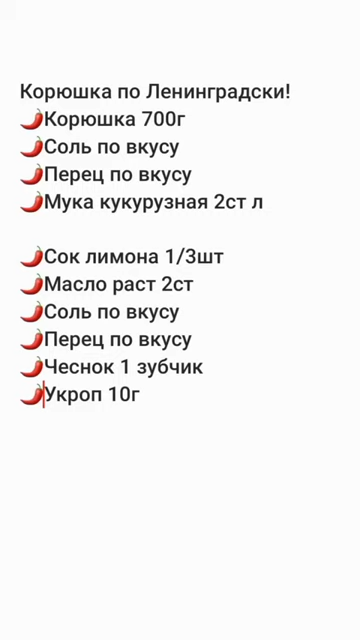 Корюшка по Ленинградски!
🌶️Корюшка 700г
🌶️Соль по вкусу
🌶️Перец по вкусу
🌶️Мука кукурузная 2ст л
🌶️Сок лимона 1/3шт
🌶️Масло раст 2ст
🌶️Соль по вкусу
🌶️Перец по вкусу
🌶️Чеснок 1 зубчик
🌶️Укроп 10г